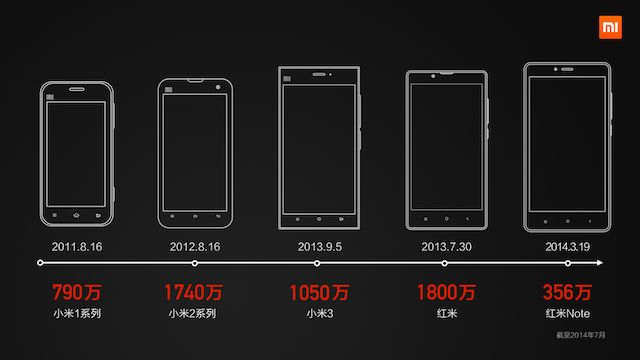 mi
2011.8.16
2012.8.16
2013.9.5
2013.7.30
2014.3.19
790万
1740万
1050万
1800万
356万
小米1系列
小米2系列
小米3
红米
红米Note
截至2014年7月